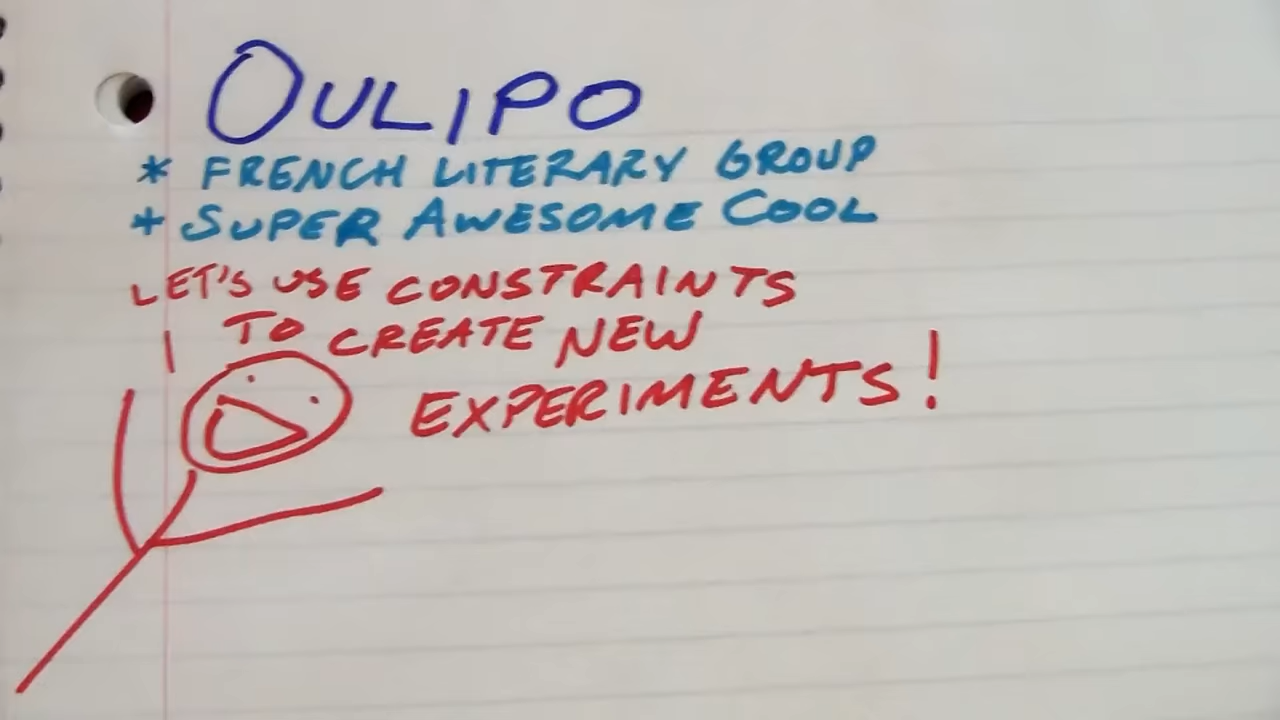 OULIPO
* FRENCH LITERARY GROUP
* SUPER AWESOME COOL
LET'S USE CONSTRAINTS
TO CREATE NEW
EXPERIMENTS!